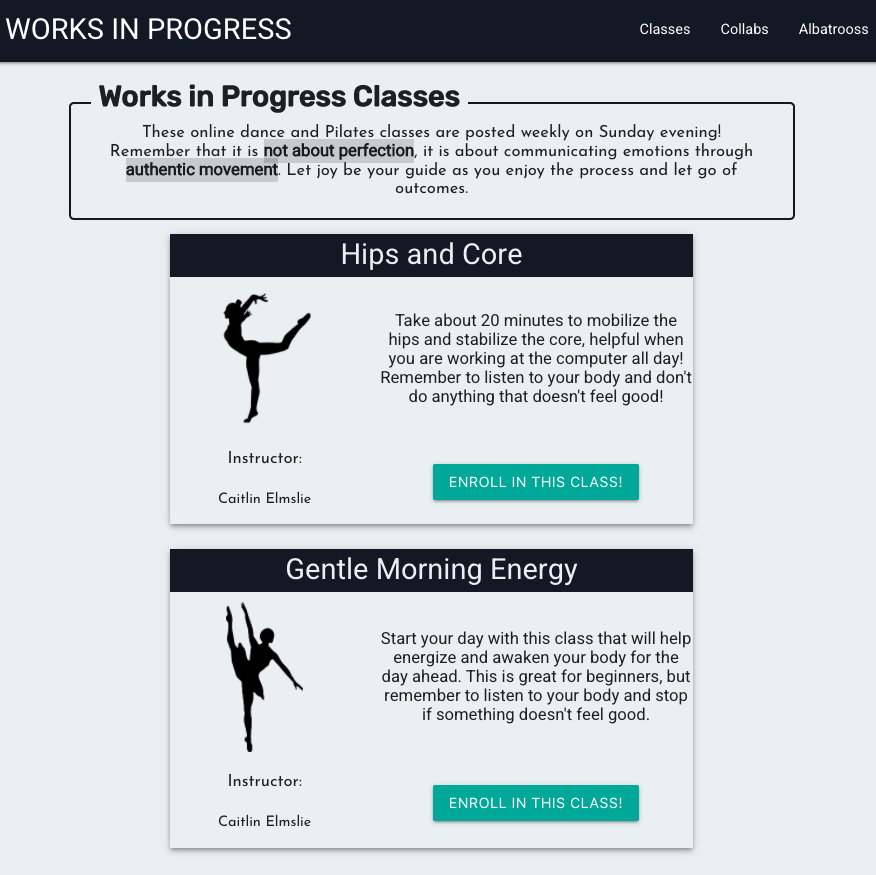 WORKS IN PROGRESS
Classes Collabs Albatrooss
Works in Progress Classes
These online dance and Pilates classes are posted weekly on Sunday evening!
Remember that it is not about perfection, it is about communicating emotions through
authentic movement. Let joy be your guide as you enjoy the process and let go of
outcomes.
Hips and Core
Take about 20 minutes to mobilize the
hips and stabilize the core, helpful when
you are working at the computer all day!
Remember to listen to your body and don't
do anything that doesn't feel good!
Instructor:
Caitlin Elmslie
ENROLL IN THIS CLASS!
Gentle Morning Energy
Start your day with this class that will help
energize and awaken your body for the
day ahead. This is great for beginners, but
remember to listen to your body and stop
if something doesn't feel good.
Instructor:
Caitlin Elmslie
ENROLL IN THIS CLASS!